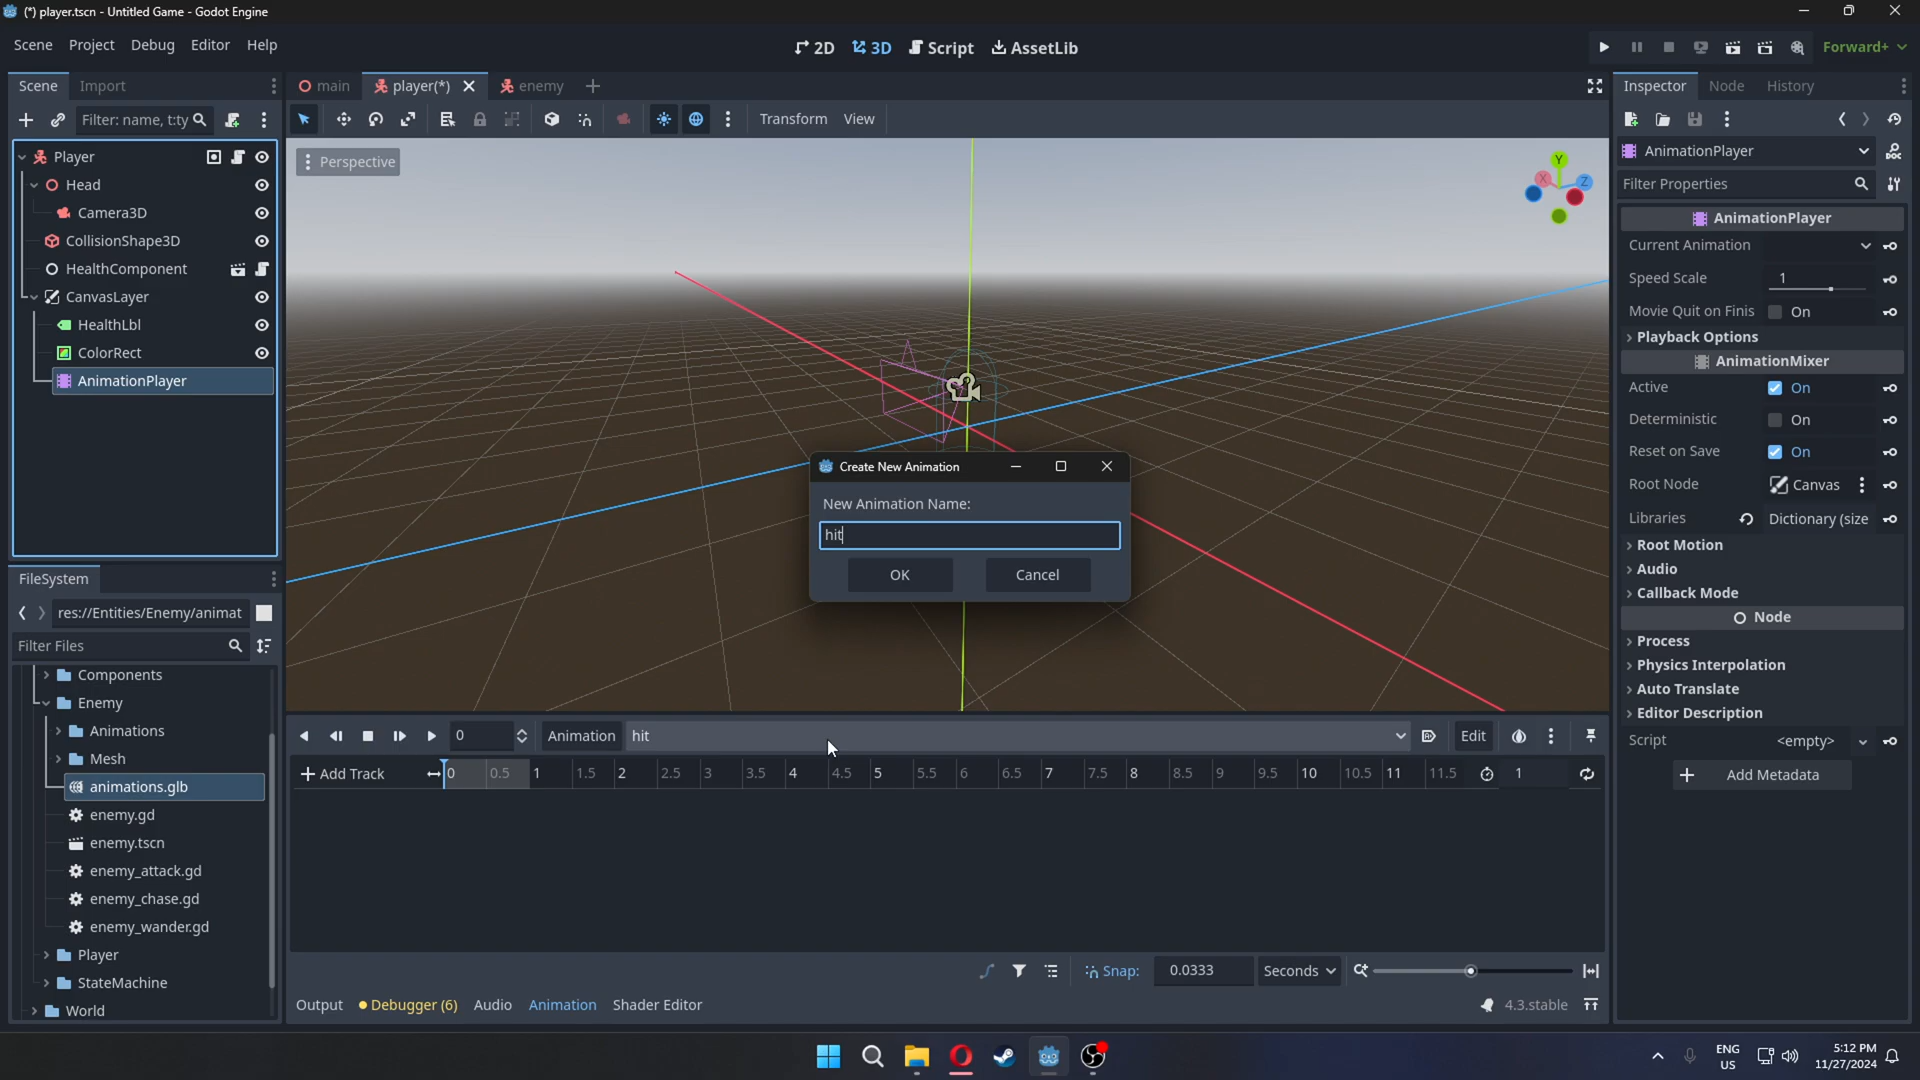 (*) player.tscn - Untitled Game - Godot Engine
Scene Project Debug Editor Help
2D 3D Script AssetLib
Forward+
Scene Import
main player(*) enemy
Inspector Node History
Filter: name, t:ty
Transform View
Player
Head
Camera3D
CollisionShape3D
HealthComponent
CanvasLayer
HealthLbl
ColorRect
AnimationPlayer
Perspective
Y
X
Z
Create New Animation
New Animation Name:
hit
OK Cancel
AnimationPlayer
DOC
Filter Properties
AnimationPlayer
Current Animation
Speed Scale 1
Movie Quit on Finis On
Playback Options
AnimationMixer
Active On
Deterministic On
Reset on Save On
Root Node Canvas
Libraries Dictionary (size
Root Motion
Audio
Callback Mode
Node
Process
Physics Interpolation
Auto Translate
Editor Description
Script <empty>
Add Metadata
FileSystem
res://Entities/Enemy/animat
Filter Files
Components
Enemy
Animations
Mesh
animations.glb
enemy.gd
enemy.tscn
enemy_attack.gd
enemy_chase.gd
enemy_wander.gd
Player
StateMachine
World
0 Animation hit Edit
Add Track 0 0.5 1 1.5 2 2.5 3 3.5 4 4.5 5 5.5 6 6.5 7 7.5 8 8.5 9 9.5 10 10.5 11 11.5 1
Snap: 0.0333 Seconds
Output Debugger (6) Audio Animation Shader Editor
4.3.stable
ENG
US
5:12 PM
11/27/2024